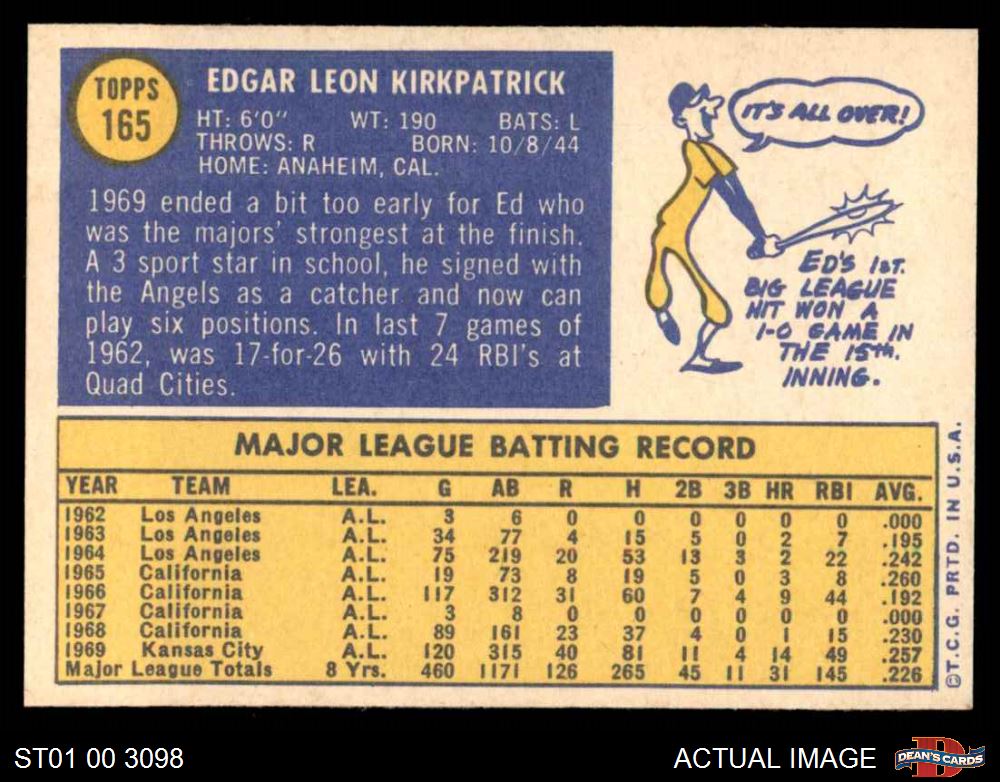 TOPPS
165
EDGAR LEON KIRKPATRICK
HT: 6'0" WT: 190 BATS: L
THROWS: R BORN: 10/8/44
HOME: ANAHEIM, CAL.
1969 ended a bit too early for Ed who
was the majors' strongest at the finish.
A 3 sport star in school, he signed with
the Angels as a catcher and now can
play six positions. In last 7 games of
1962, was 17-for-26 with 24 RBI's at
Quad Cities.
IT'S ALL OVER!
ED'S 1ST.
BIG LEAGUE
HIT WON A
1-0 GAME IN
THE 15th.
INNING.
MAJOR LEAGUE BATTING RECORD
YEAR TEAM LEA. G AB R H 2B 3B HR RBI AVG.
1962 Los Angeles A.L. 3 6 0 0 0 0 0 0 .000
1963 Los Angeles A.L. 34 77 4 15 5 0 2 7 .195
1964 Los Angeles A.L. 75 219 20 53 13 3 2 22 .242
1965 California A.L. 19 73 8 19 5 0 3 8 .260
1966 California A.L. 117 312 31 60 7 4 9 44 .192
1967 California A.L. 3 8 0 0 0 0 0 0 .000
1968 California A.L. 89 161 23 37 4 0 1 15 .230
1969 Kansas City A.L. 120 315 40 81 11 4 14 49 .257
Major League Totals 8 Yrs. 460 1171 126 265 45 11 31 145 .226
©T.C.G. PRTD. IN U.S.A.
ST01 00 3098
ACTUAL IMAGE
D
DEAN'S CARDS